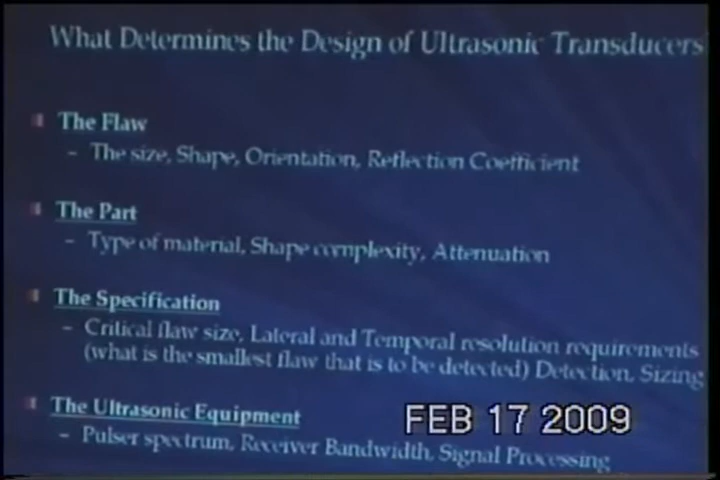 What Determines the Design of Ultrasonic Transducers
The Flaw
- The size, Shape, Orientation, Reflection Coefficient
The Part
- Type of material, Shape complexity, Attenuation
The Specification
- Critical flaw size, Lateral and Temporal resolution requirements
(what is the smallest flaw that is to be detected) Detection, Sizing
The Ultrasonic Equipment
- Pulser spectrum, Receiver Bandwidth, Signal Processing
FEB 17 2009